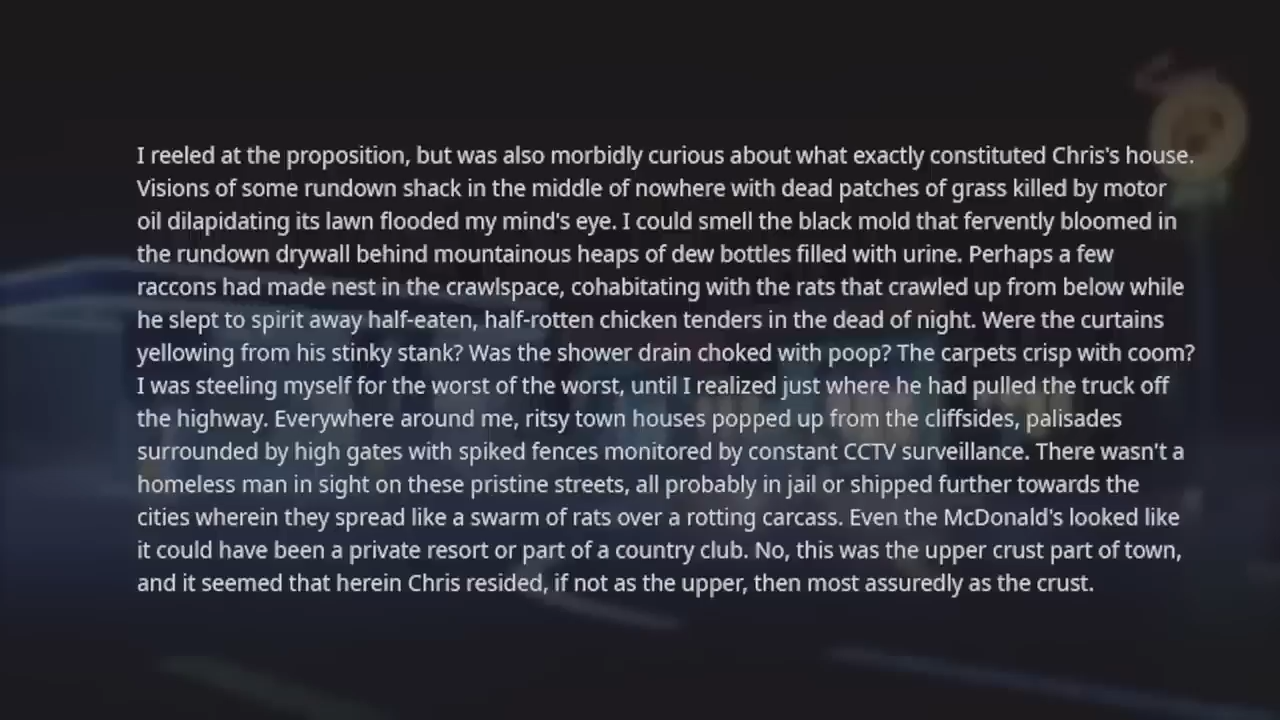 I reeled at the proposition, but was also morbidly curious about what exactly constituted Chris's house.
Visions of some rundown shack in the middle of nowhere with dead patches of grass killed by motor
oil dilapidating its lawn flooded my mind's eye. I could smell the black mold that fervently bloomed in
the rundown drywall behind mountainous heaps of dew bottles filled with urine. Perhaps a few
raccons had made nest in the crawlspace, cohabitating with the rats that crawled up from below while
he slept to spirit away half-eaten, half-rotten chicken tenders in the dead of night. Were the curtains
yellowing from his stinky stank? Was the shower drain choked with poop? The carpets crisp with coom?
I was steeling myself for the worst of the worst, until I realized just where he had pulled the truck off
the highway. Everywhere around me, ritsy town houses popped up from the cliffsides, palisades
surrounded by high gates with spiked fences monitored by constant CCTV surveillance. There wasn't a
homeless man in sight on these pristine streets, all probably in jail or shipped further towards the
cities wherein they spread like a swarm of rats over a rotting carcass. Even the McDonald's looked like
it could have been a private resort or part of a country club. No, this was the upper crust part of town,
and it seemed that herein Chris resided, if not as the upper, then most assuredly as the crust.